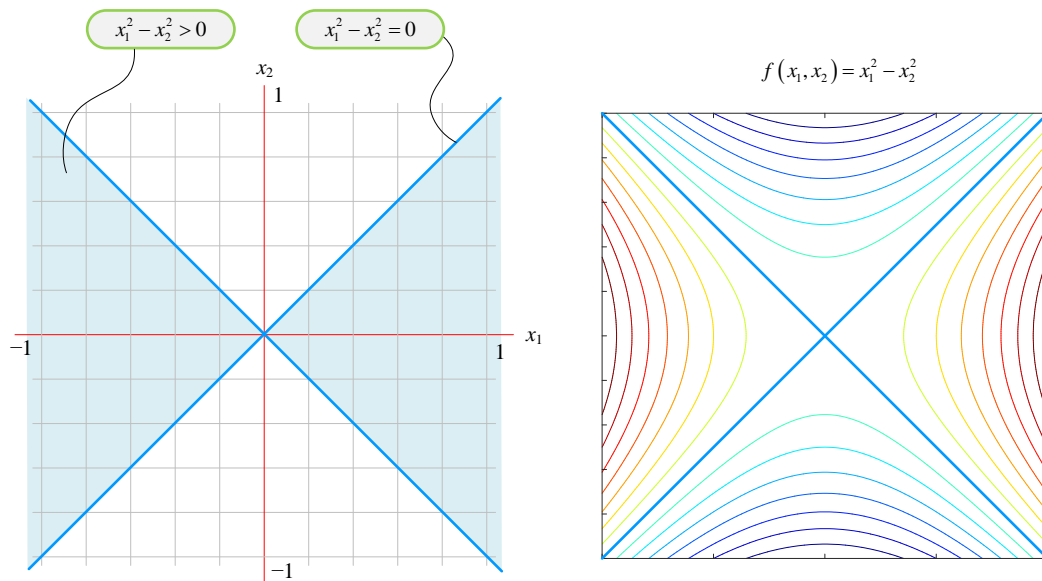 x₁² − x₂² > 0
x₁² − x₂² = 0
x₂
1
−1
x₁
1
−1
f(x₁, x₂) = x₁² − x₂²